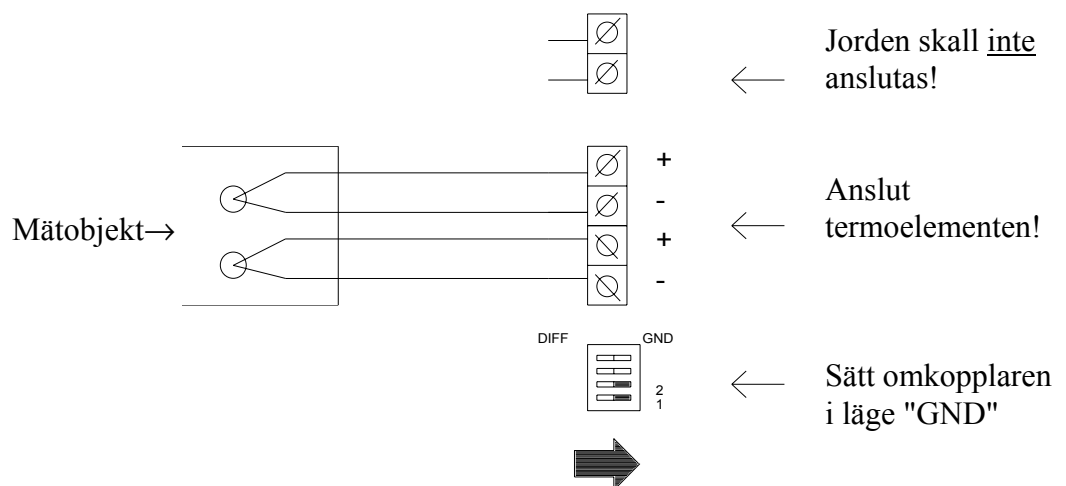 Jorden skall inte
anslutas!
+
-
+
-
Anslut
termoelementen!
Mätobjekt→
DIFF
GND
2
1
Sätt omkopplaren
i läge "GND"